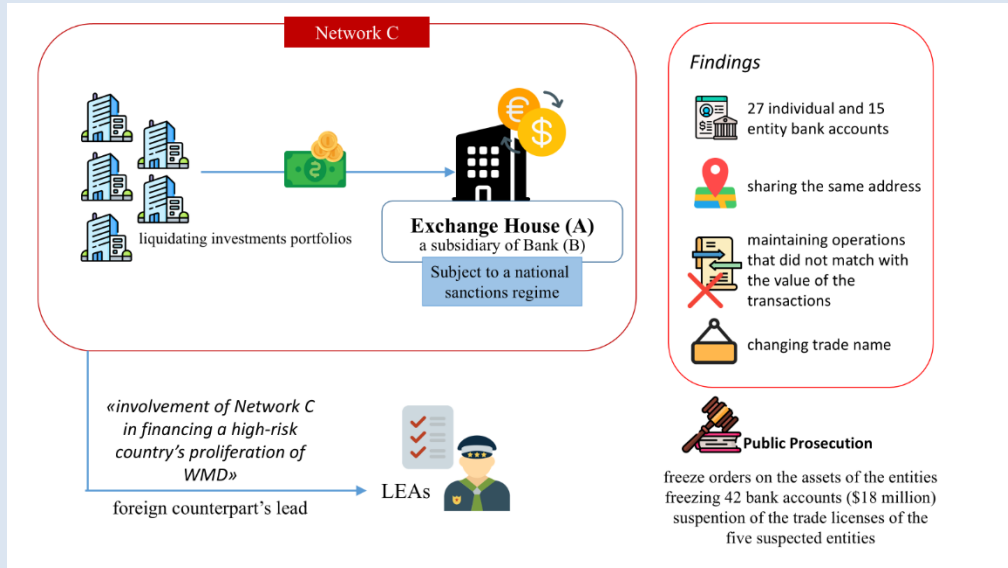 Network C
liquidating investments portfolios
Exchange House (A)
a subsidiary of Bank (B)
Subject to a national
sanctions regime
«involvement of Network C
in financing a high-risk
country's proliferation of
WMD»
foreign counterpart's lead
LEAs
Findings
27 individual and 15
entity bank accounts
sharing the same address
maintaining operations
that did not match with
the value of the
transactions
changing trade name
Public Prosecution
freeze orders on the assets of the entities
freezing 42 bank accounts ($18 million)
suspention of the trade licenses of the
five suspected entities